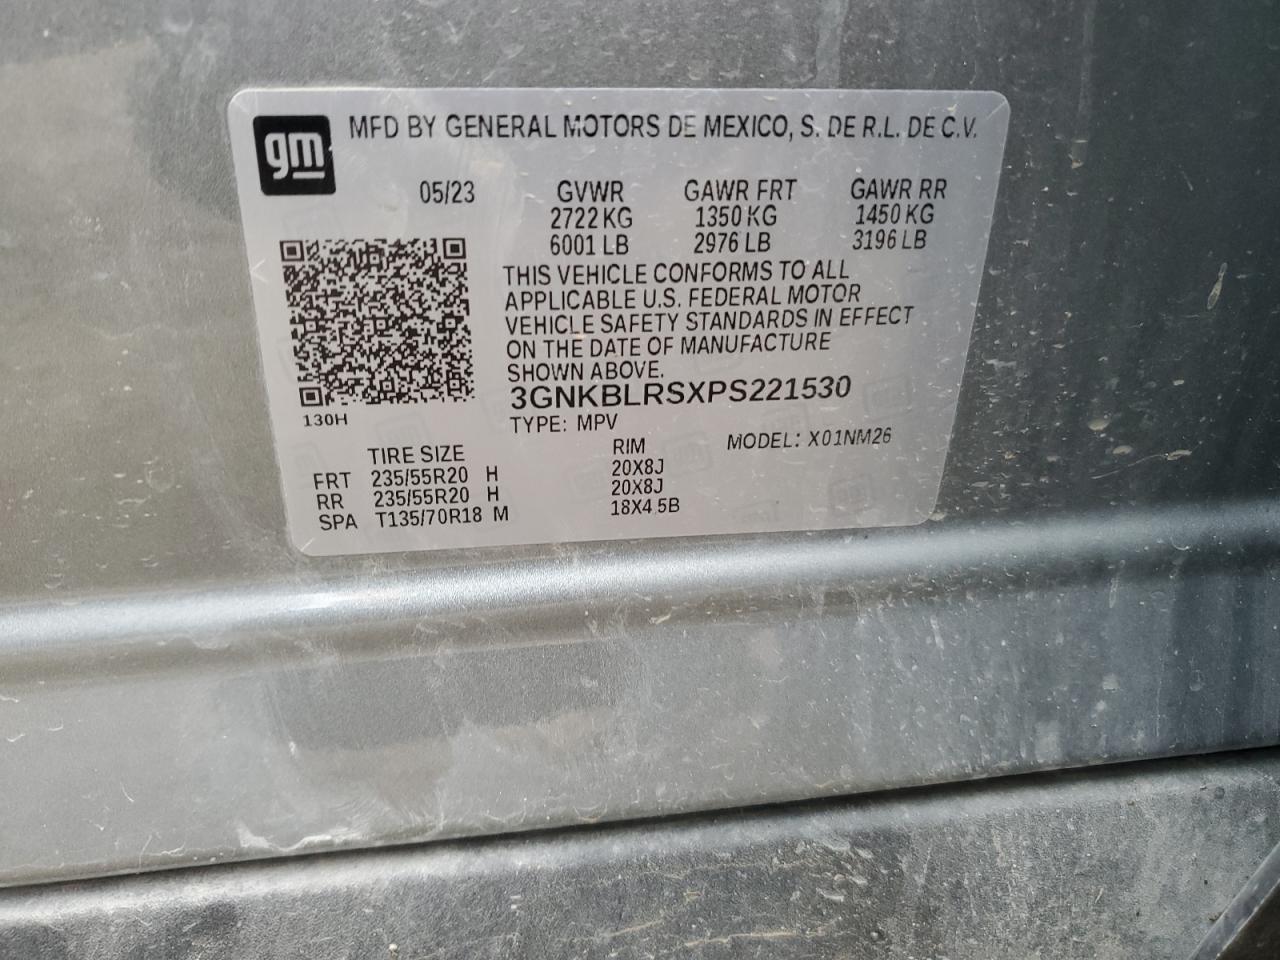 gm
MFD BY GENERAL MOTORS DE MEXICO, S. DE R.L. DE C.V.
05/23 GVWR GAWR FRT GAWR RR
2722 KG 1350 KG 1450 KG
6001 LB 2976 LB 3196 LB
THIS VEHICLE CONFORMS TO ALL
APPLICABLE U.S. FEDERAL MOTOR
VEHICLE SAFETY STANDARDS IN EFFECT
ON THE DATE OF MANUFACTURE
SHOWN ABOVE.
3GNKBLRSXPS221530
130H
TYPE: MPV
MODEL: X01NM26
TIRE SIZE RIM
FRT 235/55R20 H 20X8J
RR 235/55R20 H 20X8J
SPA T135/70R18 M 18X4.5B